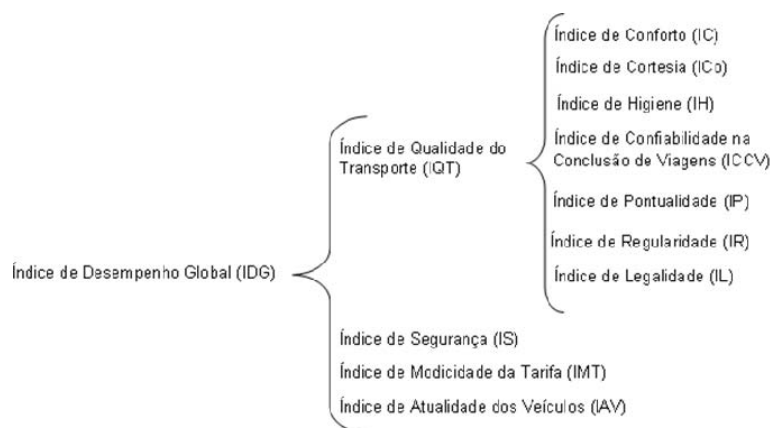 Índice de Conforto (IC)
Índice de Cortesia (ICo)
Índice de Higiene (IH)
Índice de Confiabilidade na
Conclusão de Viagens (ICCV)
Índice de Pontualidade (IP)
Índice de Regularidade (IR)
Índice de Legalidade (IL)
Índice de Qualidade do
Transporte (IQT)
Índice de Desempenho Global (IDG)
Índice de Segurança (IS)
Índice de Modicidade da Tarifa (IMT)
Índice de Atualidade dos Veículos (IAV)